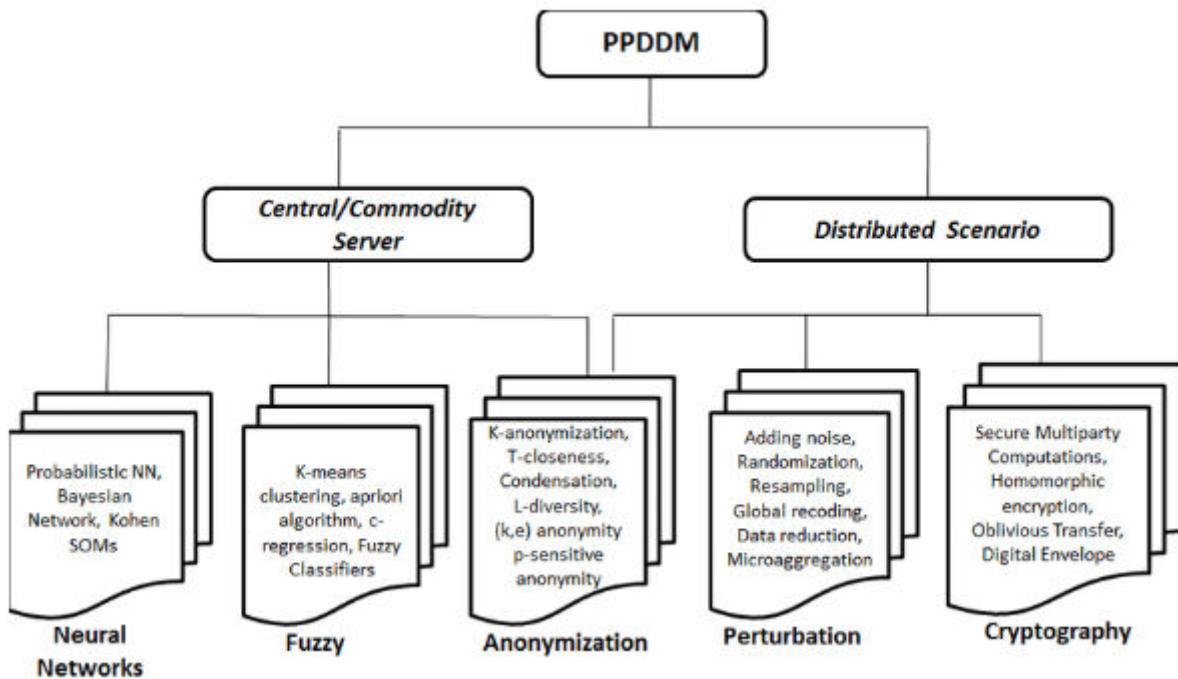 PPDDM
Central/Commodity
Server
Distributed Scenario
Probabilistic NN,
Bayesian
Network, Kohen
SOMs
Neural
Networks
K-means
clustering, apriori
algorithm, c-
regression, Fuzzy
Classifiers
Fuzzy
K-anonymization,
T-closeness,
Condensation,
L-diversity,
(k,e) anonymity
p-sensitive
anonymity
Anonymization
Adding noise,
Randomization,
Resampling,
Global recoding,
Data reduction,
Microaggregation
Perturbation
Secure Multiparty
Computations,
Homomorphic
encryption,
Oblivious Transfer,
Digital Envelope
Cryptography